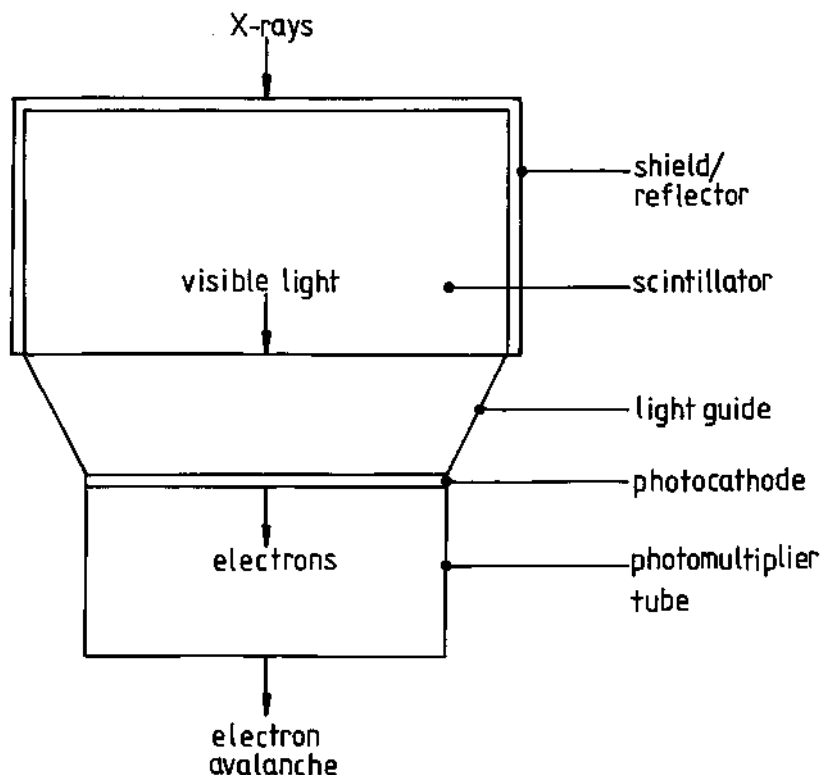 X-rays
shield/
reflector
visible light
scintillator
light guide
photocathode
electrons
photomultiplier
tube
electron
avalanche